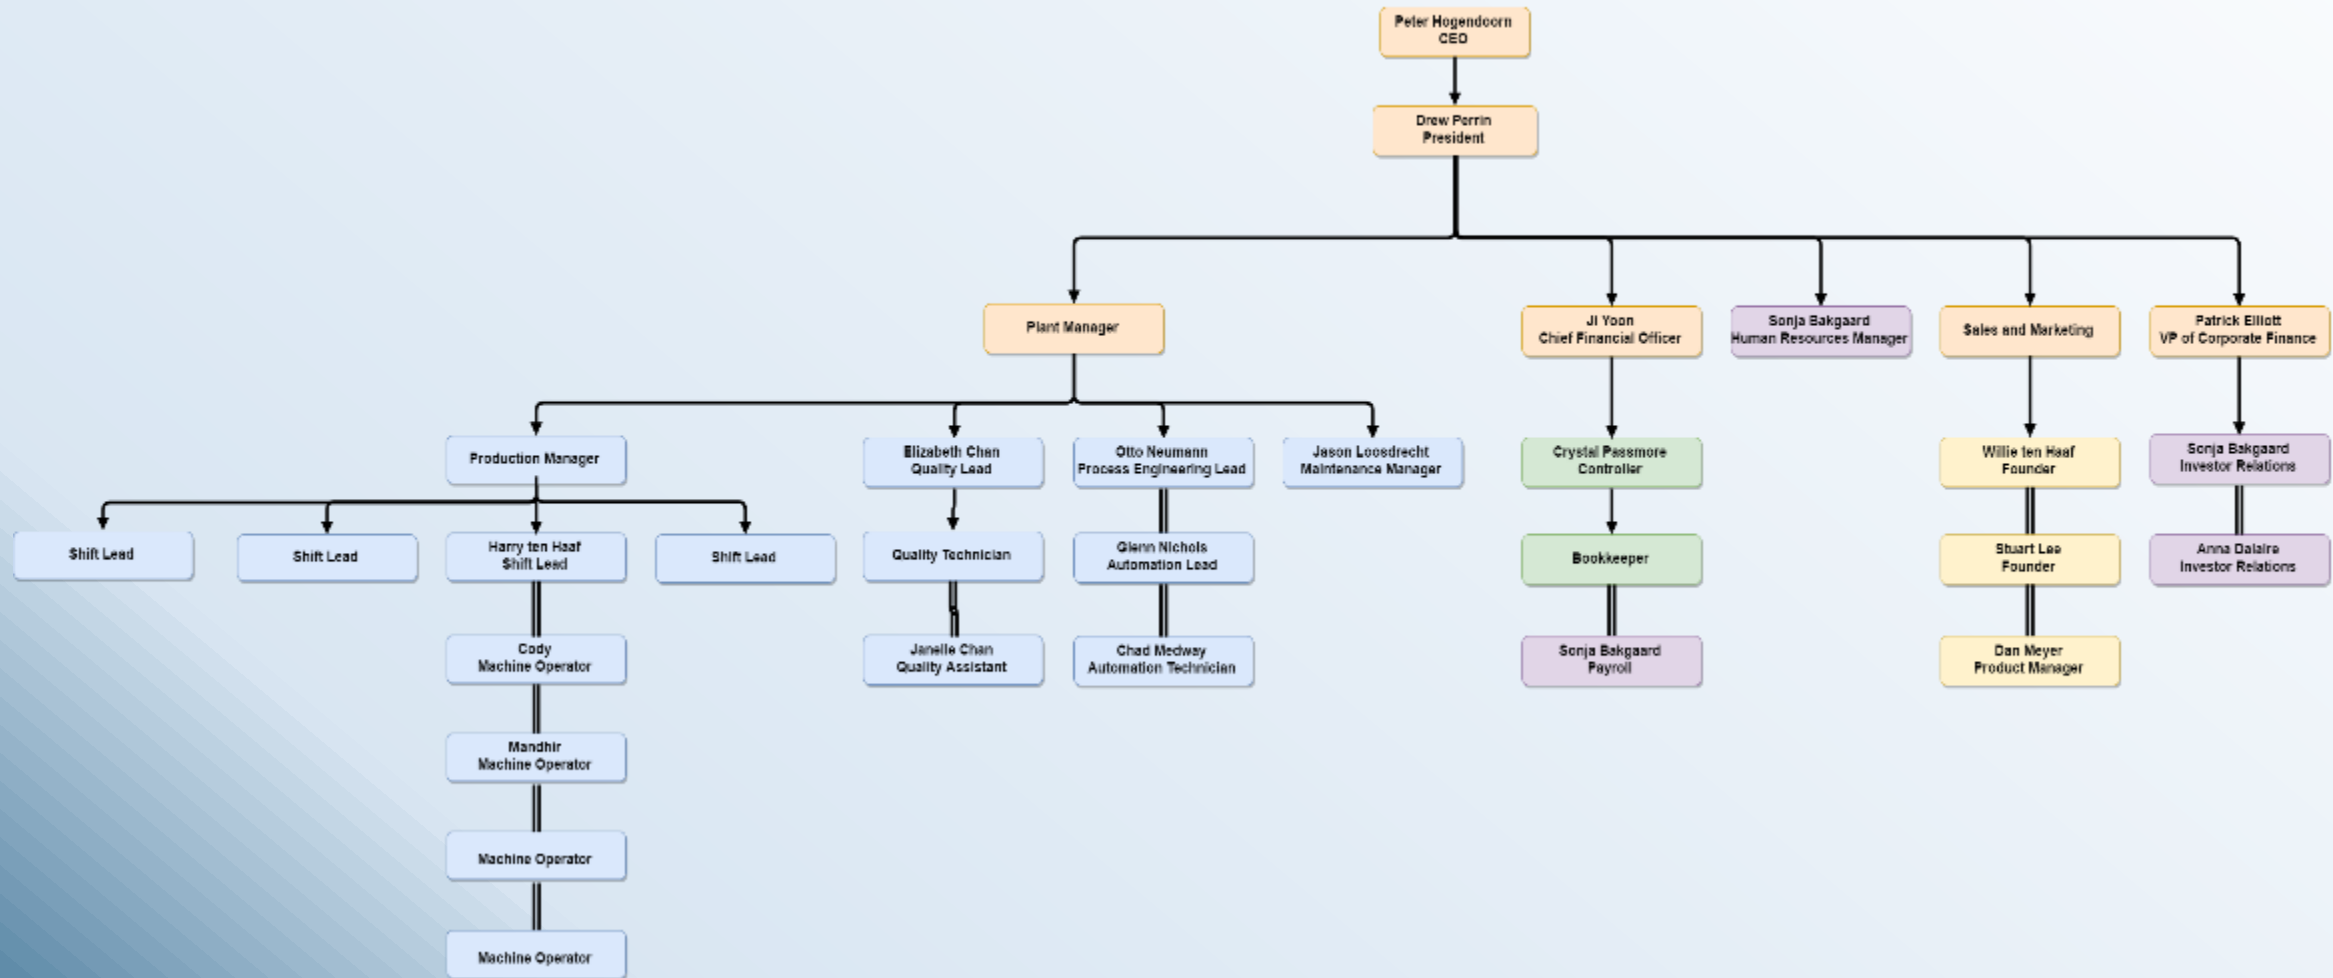 Peter Hogendoorn
CEO
Drew Perrin
President
Plant Manager
Ji Yoon
Chief Financial Officer
Sonja Bakgaard
Human Resources Manager
Sales and Marketing
Patrick Elliott
VP of Corporate Finance
Production Manager
Elizabeth Chan
Quality Lead
Otto Neumann
Process Engineering Lead
Jason Loosdrecht
Maintenance Manager
Crystal Passmore
Controller
Willie ten Haaf
Founder
Sonja Bakgaard
Investor Relations
Shift Lead
Shift Lead
Harry ten Haaf
Shift Lead
Shift Lead
Quality Technician
Glenn Nichols
Automation Lead
Bookkeeper
Stuart Lee
Founder
Anna Dalaire
Investor Relations
Cody
Machine Operator
Janelle Chan
Quality Assistant
Chad Medway
Automation Technician
Sonja Bakgaard
Payroll
Dan Meyer
Product Manager
Mandhir
Machine Operator
Machine Operator
Machine Operator